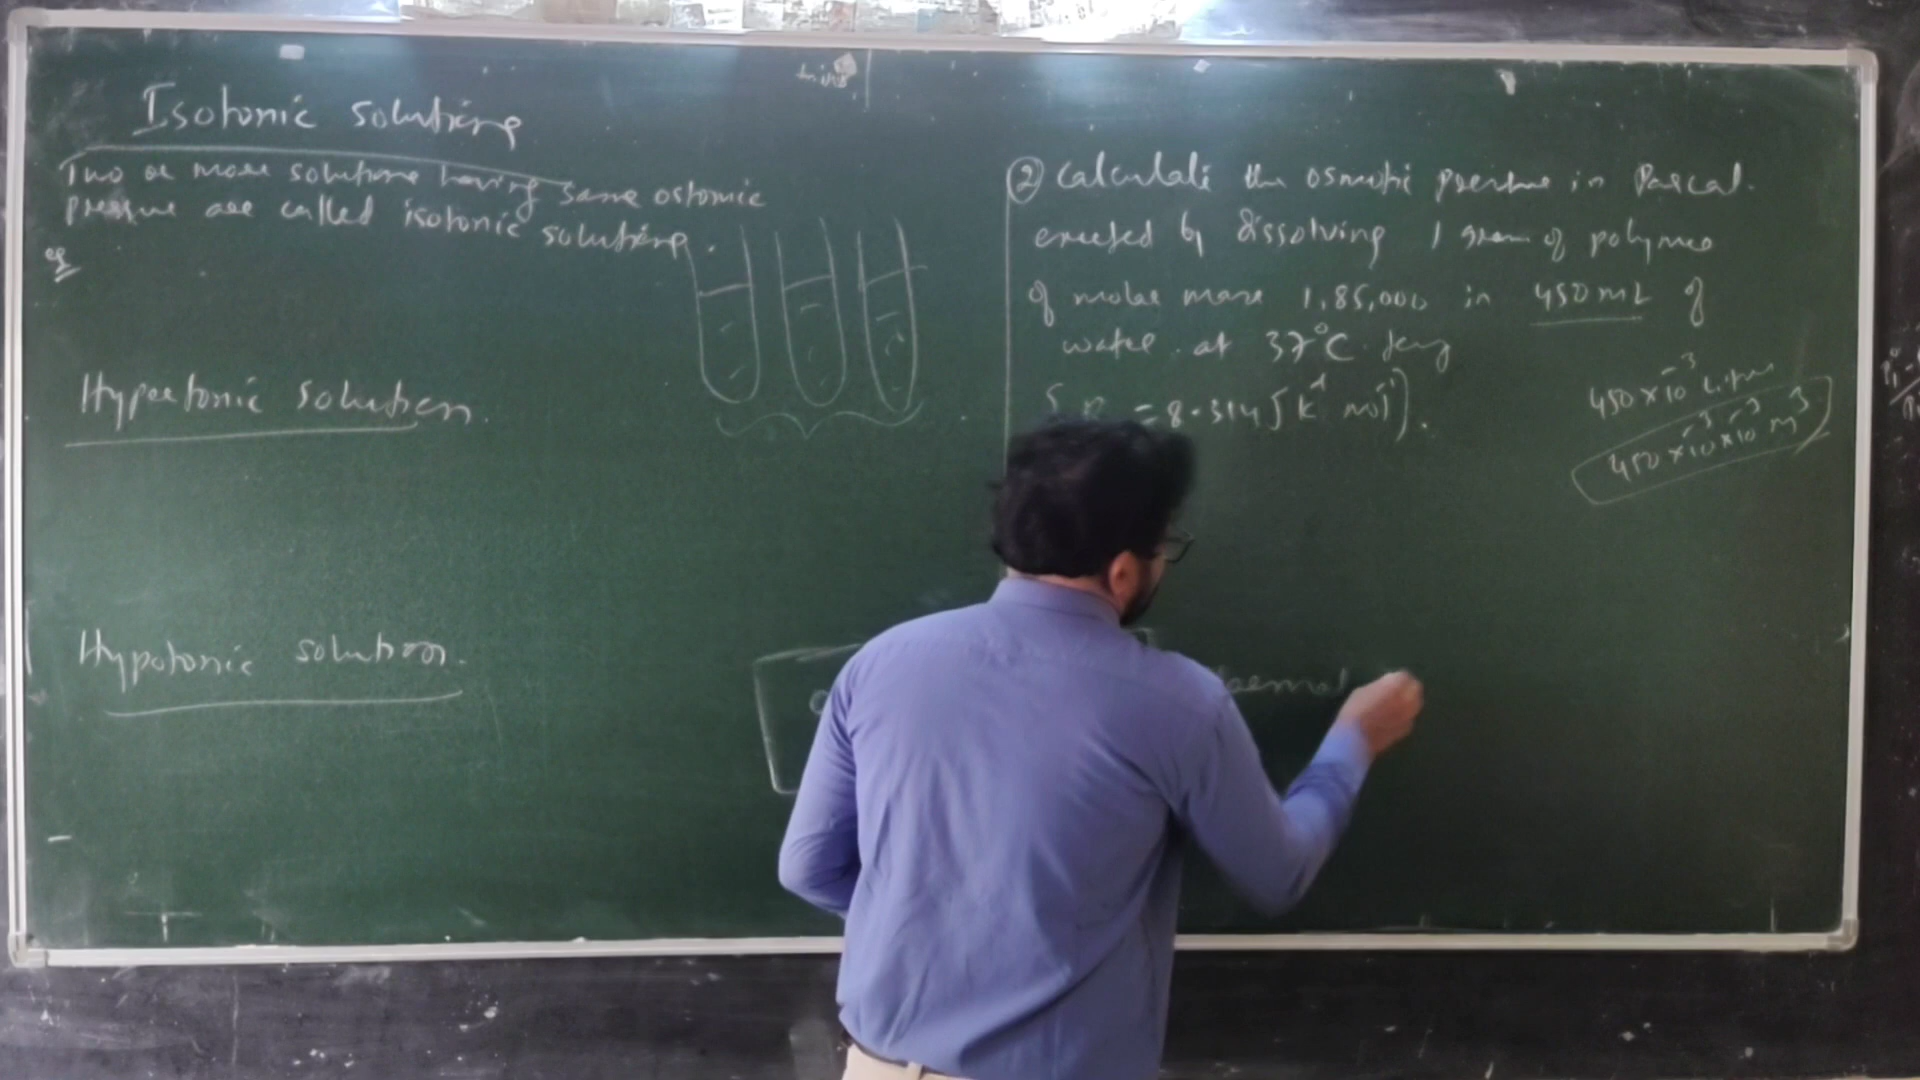 Isotonic solutions
Two or more solutions having same ostomic
pressure are called isotonic solutions.
eg
Hypertonic solution.
Hypotonic solution.
② Calculate the osmotic pressure in Pascal.
exerted by dissolving 1 gram of polymer
of molar mass 1,85,000 in 450 mL of
water at 37°C.
= 8.314 J K⁻¹ mol⁻¹).
450 × 10⁻³ Litres
450 × 10⁻³ × 10⁻³ m³